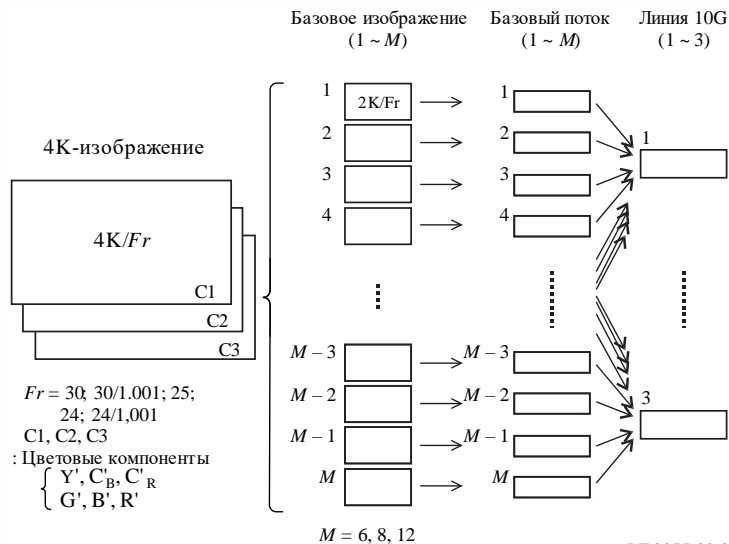 Базовое изображение
(1 ~ M)
Базовый поток
(1 ~ M)
Линия 10G
(1 ~ 3)
4K-изображение
4K/Fr
C1
C2
C3
Fr = 30; 30/1.001; 25;
24; 24/1,001
C1, C2, C3
: Цветовые компоненты
Y', C'B, C'R
G', B', R'
1
2K/Fr
2
3
4
M – 3
M – 2
M – 1
M
M = 6, 8, 12
1
2
3
4
M – 3
M – 2
M – 1
M
1
3